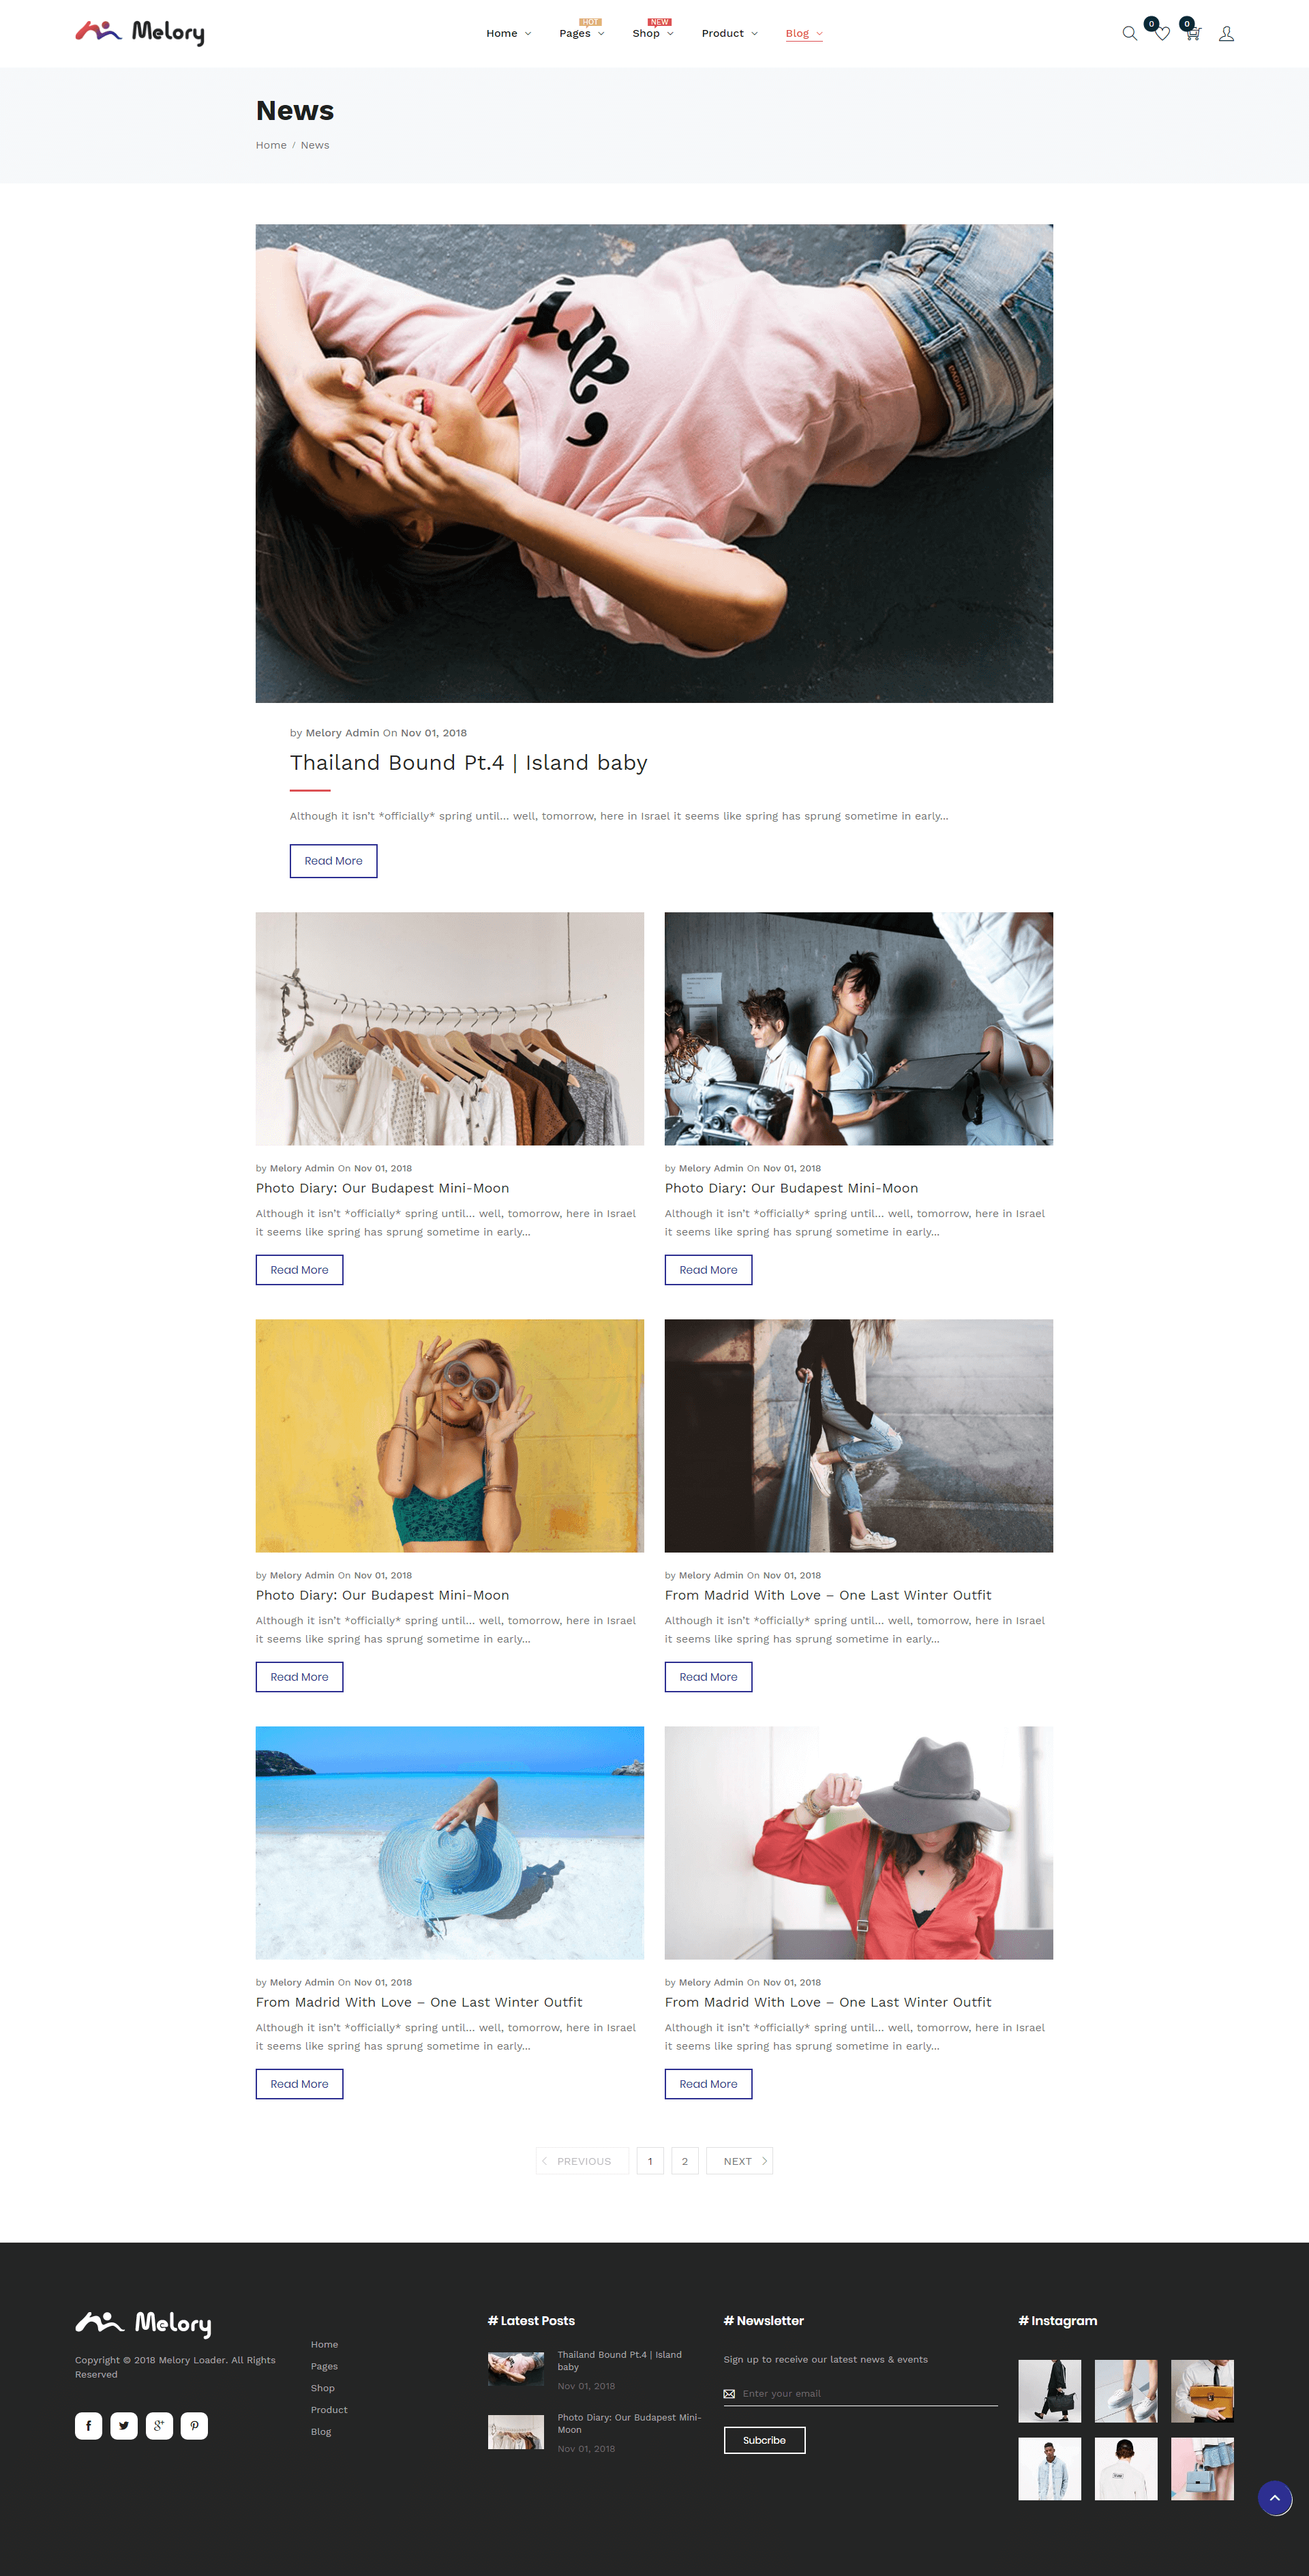 Melory
HOT
NEW
Home
Pages
Shop
Product
Blog
0
0
News
Home / News
by Melory Admin On Nov 01, 2018
Thailand Bound Pt.4 | Island baby
Although it isn't *officially* spring until… well, tomorrow, here in Israel it seems like spring has sprung sometime in early...
Read More
by Melory Admin On Nov 01, 2018
Photo Diary: Our Budapest Mini-Moon
Although it isn't *officially* spring until… well, tomorrow, here in Israel
it seems like spring has sprung sometime in early...
Read More
by Melory Admin On Nov 01, 2018
Photo Diary: Our Budapest Mini-Moon
Although it isn't *officially* spring until… well, tomorrow, here in Israel
it seems like spring has sprung sometime in early...
Read More
by Melory Admin On Nov 01, 2018
Photo Diary: Our Budapest Mini-Moon
Although it isn't *officially* spring until… well, tomorrow, here in Israel
it seems like spring has sprung sometime in early...
Read More
by Melory Admin On Nov 01, 2018
From Madrid With Love – One Last Winter Outfit
Although it isn't *officially* spring until… well, tomorrow, here in Israel
it seems like spring has sprung sometime in early...
Read More
by Melory Admin On Nov 01, 2018
From Madrid With Love – One Last Winter Outfit
Although it isn't *officially* spring until… well, tomorrow, here in Israel
it seems like spring has sprung sometime in early...
Read More
by Melory Admin On Nov 01, 2018
From Madrid With Love – One Last Winter Outfit
Although it isn't *officially* spring until… well, tomorrow, here in Israel
it seems like spring has sprung sometime in early...
Read More
PREVIOUS
1
2
NEXT
Melory
Copyright © 2018 Melory Loader. All Rights
Reserved
Home
Pages
Shop
Product
Blog
# Latest Posts
Thailand Bound Pt.4 | Island
baby
Nov 01, 2018
Photo Diary: Our Budapest Mini-
Moon
Nov 01, 2018
# Newsletter
Sign up to receive our latest news & events
Enter your email
Subcribe
# Instagram